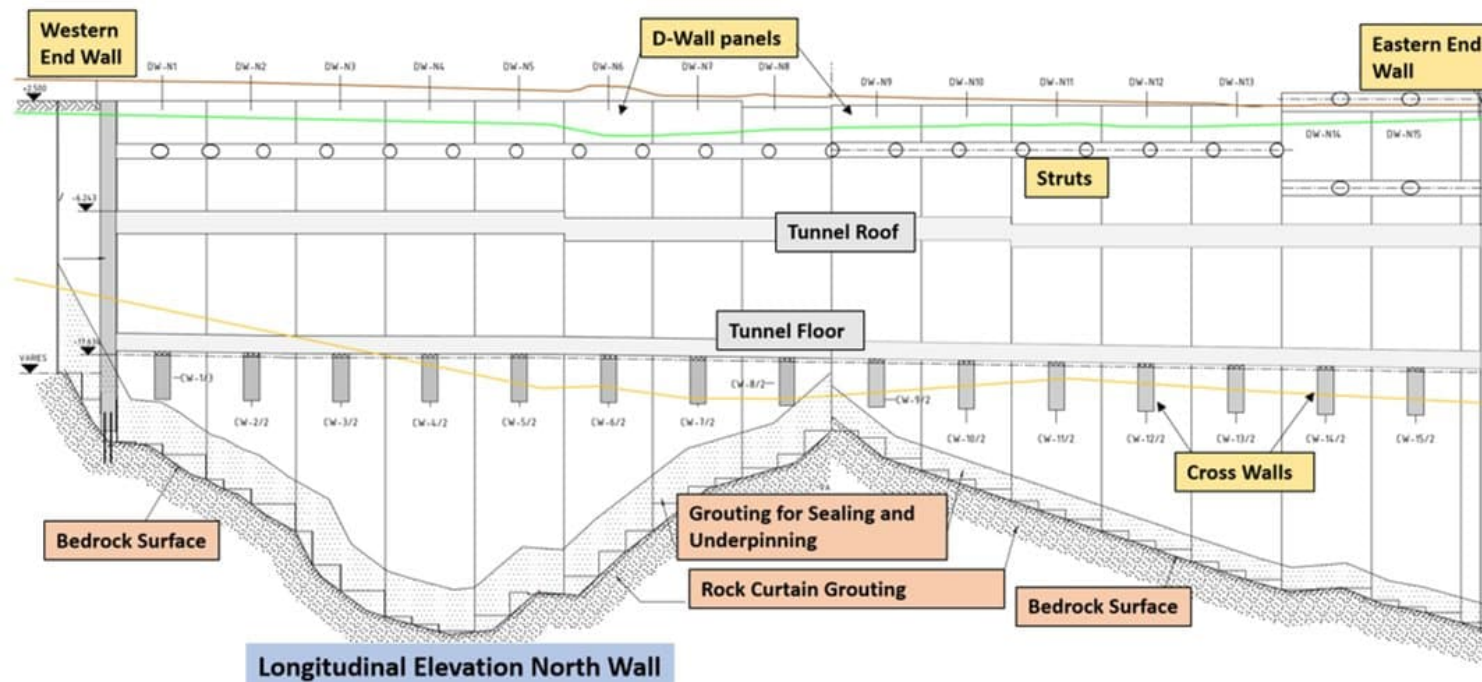 Western
End Wall
D-Wall panels
Eastern End
Wall
DW-N1
DW-N2
DW-N3
DW-N4
DW-N5
DW-N6
DW-N7
DW-N8
DW-N9
DW-N10
DW-N11
DW-N12
DW-N13
+2.500
DW-N14
DW-N15
Struts
-6.243
Tunnel Roof
Tunnel Floor
VARES
CW-1/3
CW-8/2
CW-9/2
CW-2/2
CW-3/2
CW-4/2
CW-5/2
CW-6/2
CW-7/2
CW-10/2
CW-11/2
CW-12/2
CW-13/2
CW-14/2
CW-15/2
Cross Walls
Bedrock Surface
Grouting for Sealing and
Underpinning
Rock Curtain Grouting
Bedrock Surface
Longitudinal Elevation North Wall